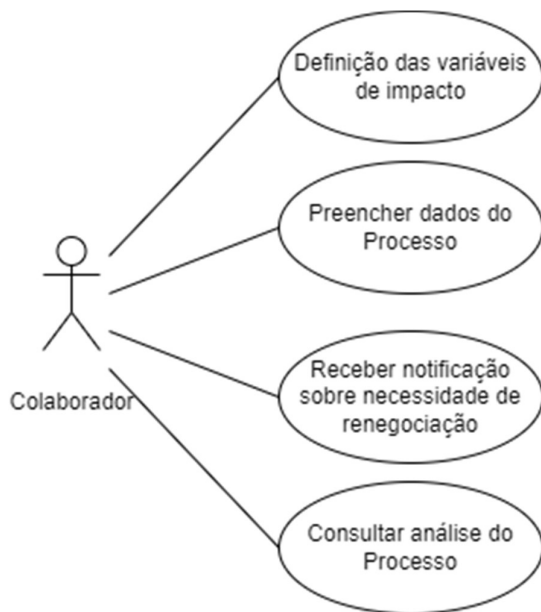 Definição das variáveis
de impacto
Preencher dados do
Processo
Colaborador
Receber notificação
sobre necessidade de
renegociação
Consultar análise do
Processo